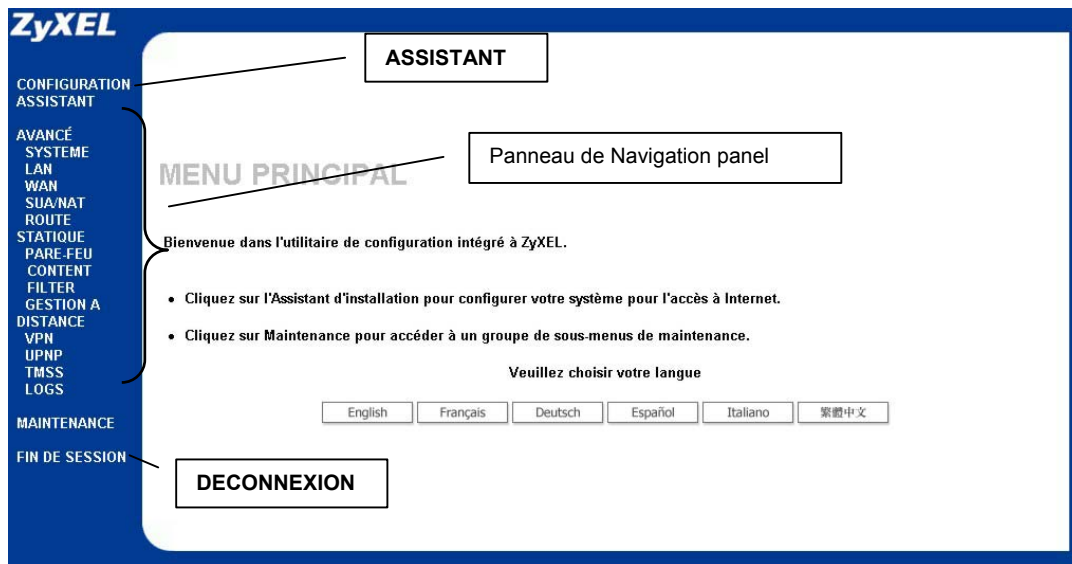 ZyXEL
CONFIGURATION
ASSISTANT
AVANCÉ
SYSTEME
LAN
WAN
SUA/NAT
ROUTE
STATIQUE
PARE-FEU
CONTENT
FILTER
GESTION A
DISTANCE
VPN
UPNP
TMSS
LOGS
MAINTENANCE
FIN DE SESSION
ASSISTANT
Panneau de Navigation panel
MENU PRINCIPAL
Bienvenue dans l'utilitaire de configuration intégré à ZyXEL.
• Cliquez sur l'Assistant d'installation pour configurer votre système pour l'accès à Internet.
• Cliquez sur Maintenance pour accéder à un groupe de sous-menus de maintenance.
Veuillez choisir votre langue
English Français Deutsch Español Italiano 繁體中文
DECONNEXION